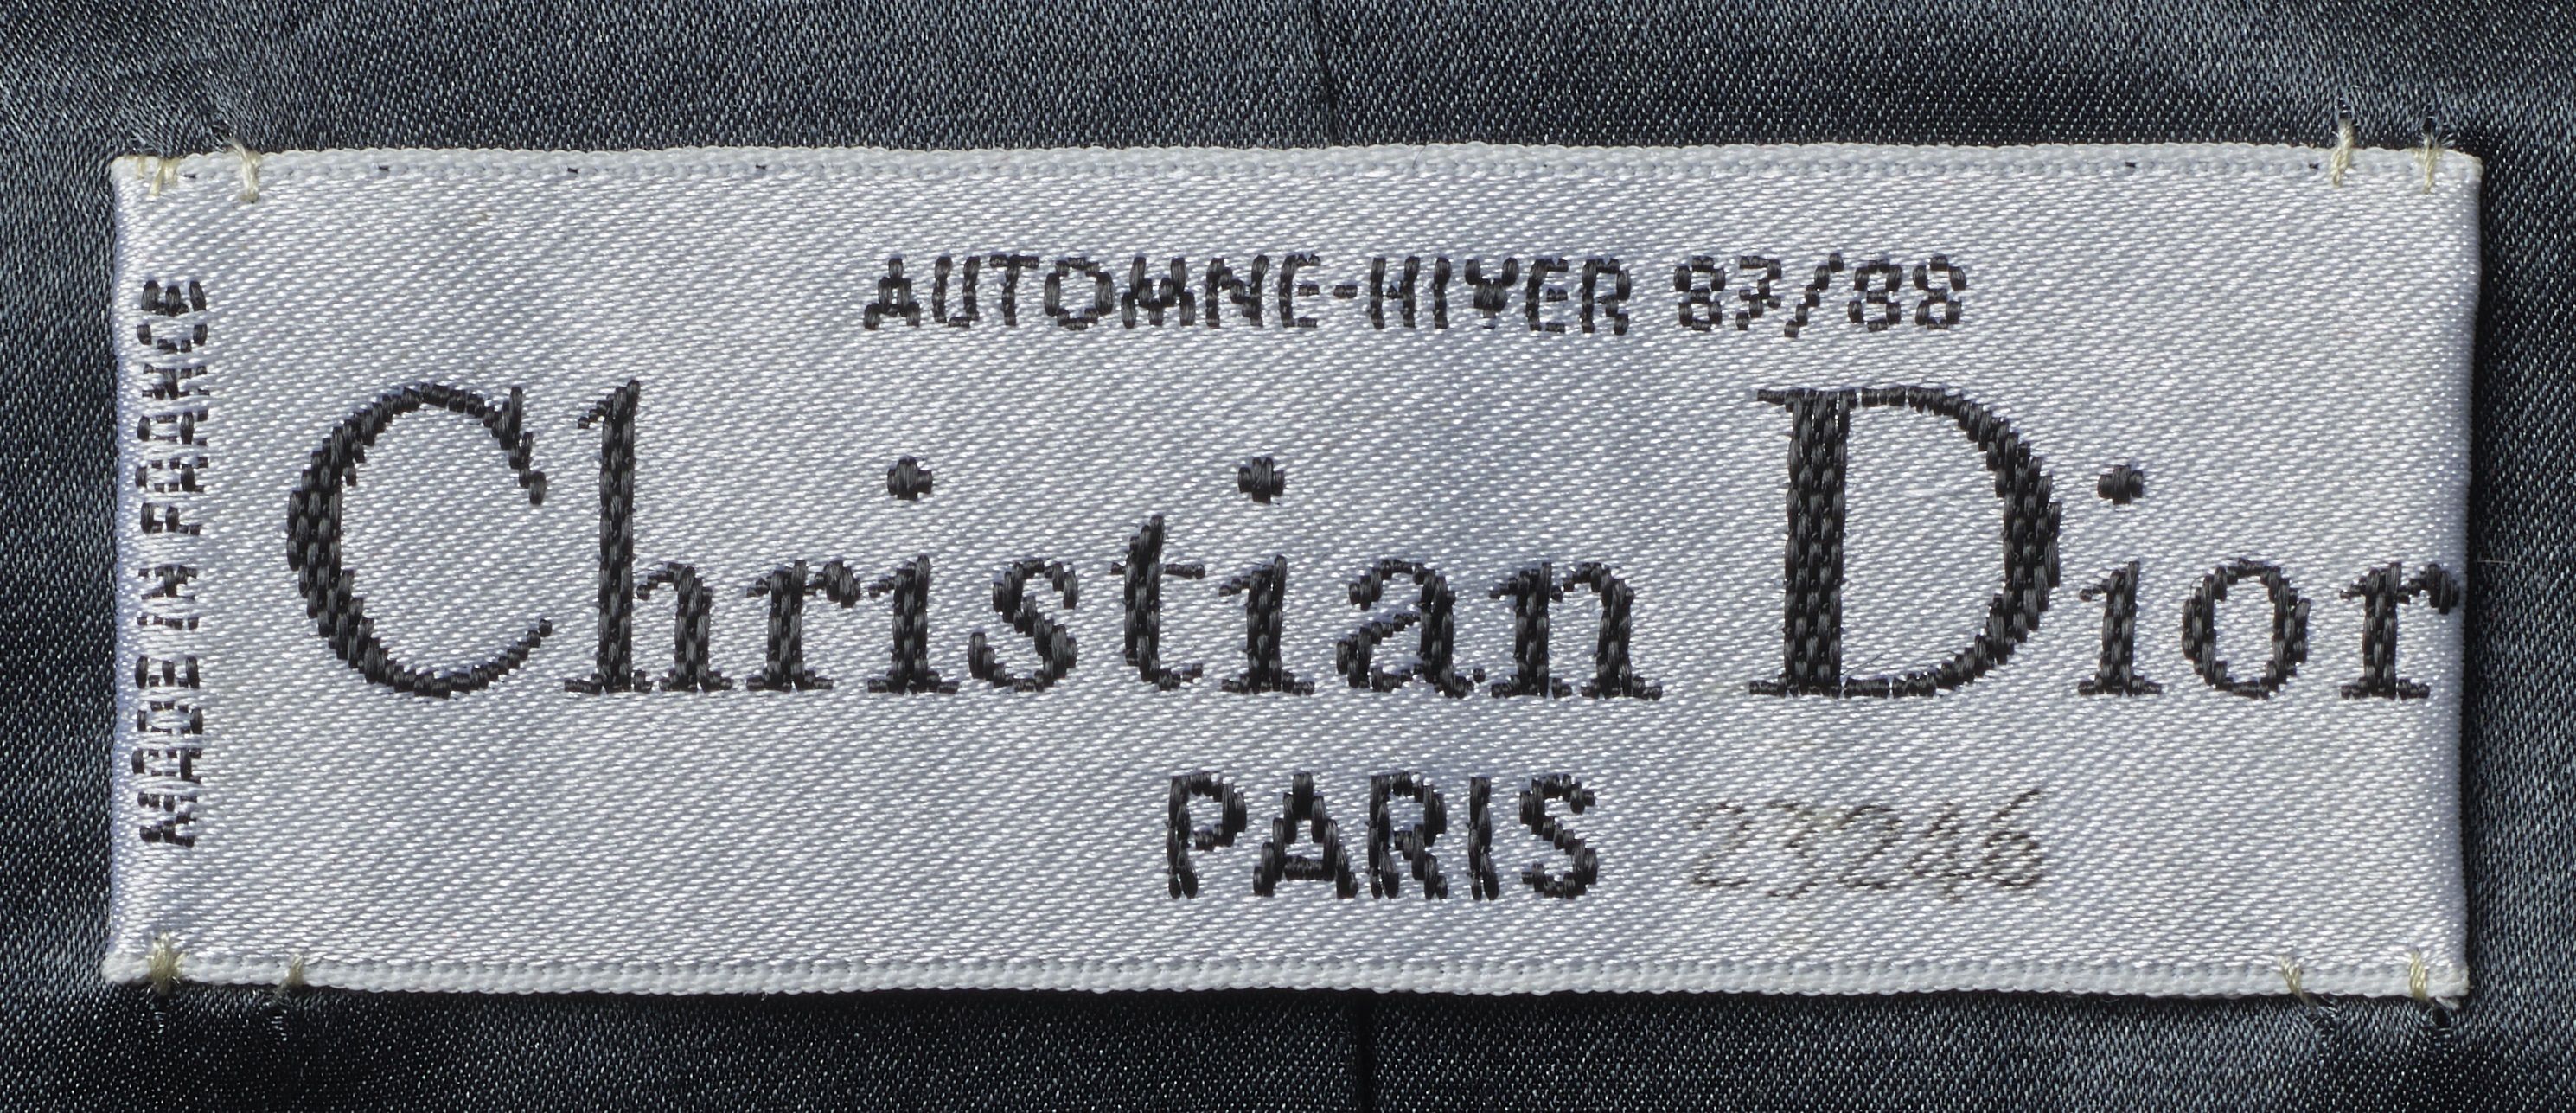 MADE IN FRANCE
AUTOMNE-HIVER 87/88
Christian Dior
PARIS 23246